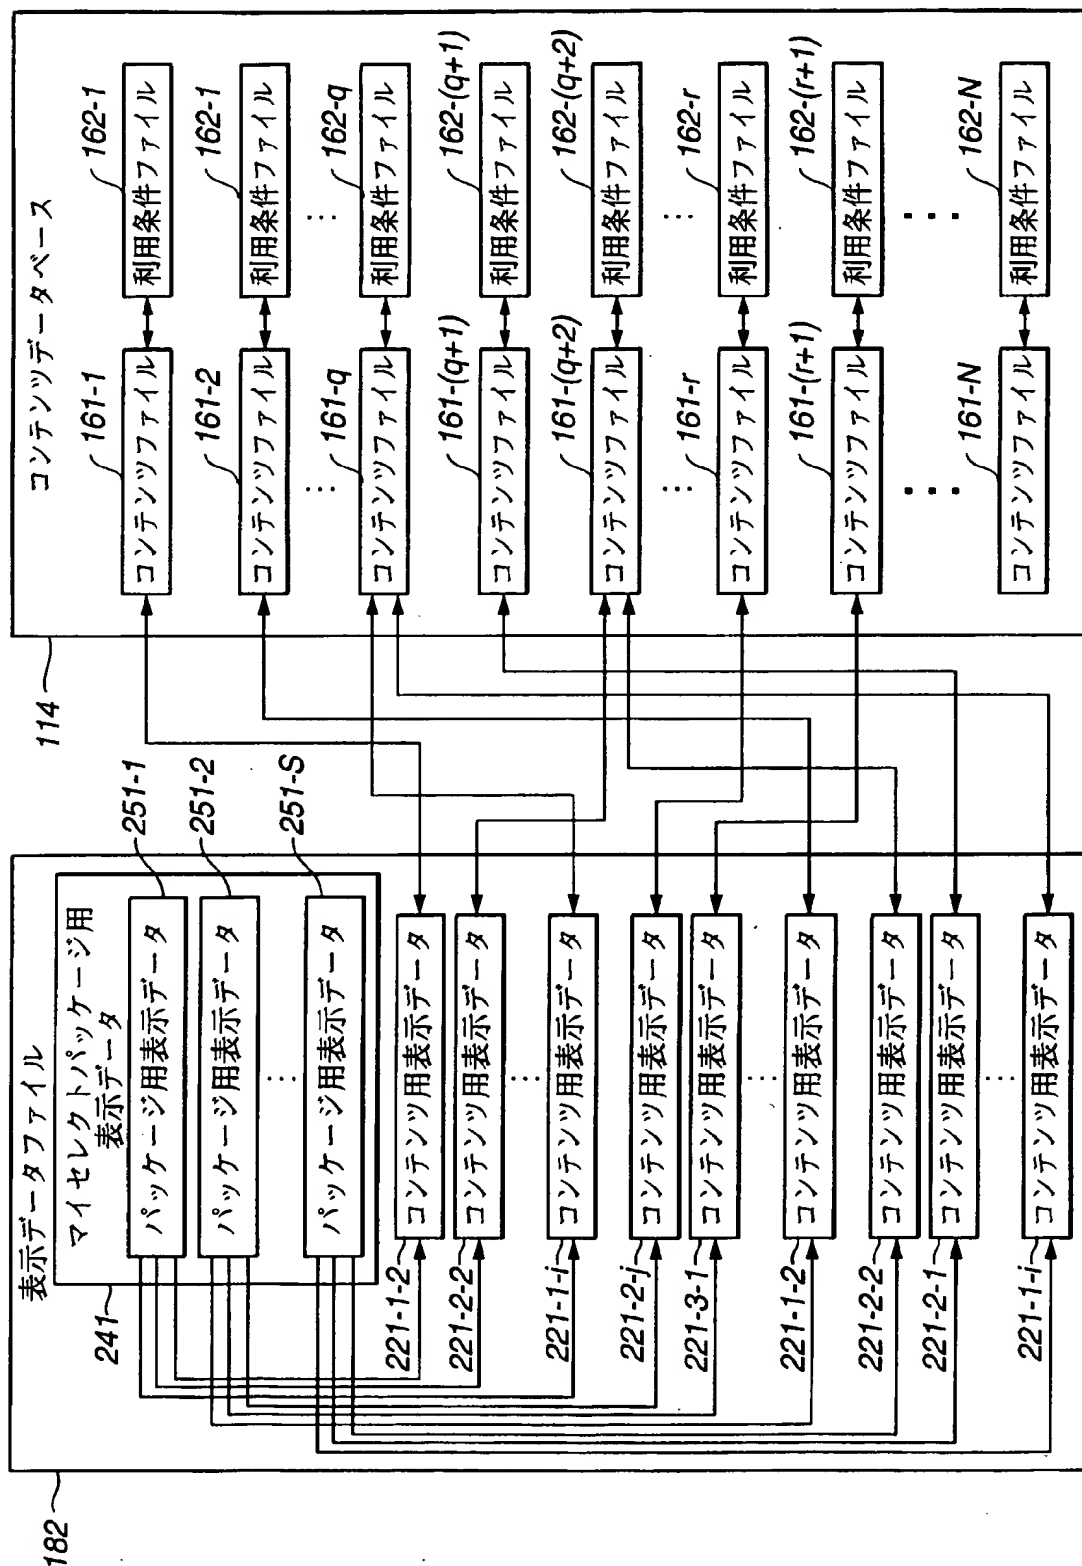 182
表示データファイル
241
マイセレクトパッケージ用
表示データ
パッケージ用表示データ
251-1
パッケージ用表示データ
251-2
⋯
パッケージ用表示データ
251-S
221-1-2
コンテンツ用表示データ
221-2-2
コンテンツ用表示データ
⋯
221-1-i
コンテンツ用表示データ
221-2-j
コンテンツ用表示データ
221-3-1
コンテンツ用表示データ
⋯
221-1-2
コンテンツ用表示データ
221-2-2
コンテンツ用表示データ
221-2-1
コンテンツ用表示データ
⋯
221-1-i
コンテンツ用表示データ
114
コンテンツデータベース
161-1
コンテンツファイル
162-1
利用条件ファイル
161-2
コンテンツファイル
162-1
利用条件ファイル
⋯
⋯
161-q
コンテンツファイル
162-q
利用条件ファイル
161-(q+1)
コンテンツファイル
162-(q+1)
利用条件ファイル
161-(q+2)
コンテンツファイル
162-(q+2)
利用条件ファイル
⋯
⋯
161-r
コンテンツファイル
162-r
利用条件ファイル
161-(r+1)
コンテンツファイル
162-(r+1)
利用条件ファイル
⋯
⋯
161-N
コンテンツファイル
162-N
利用条件ファイル